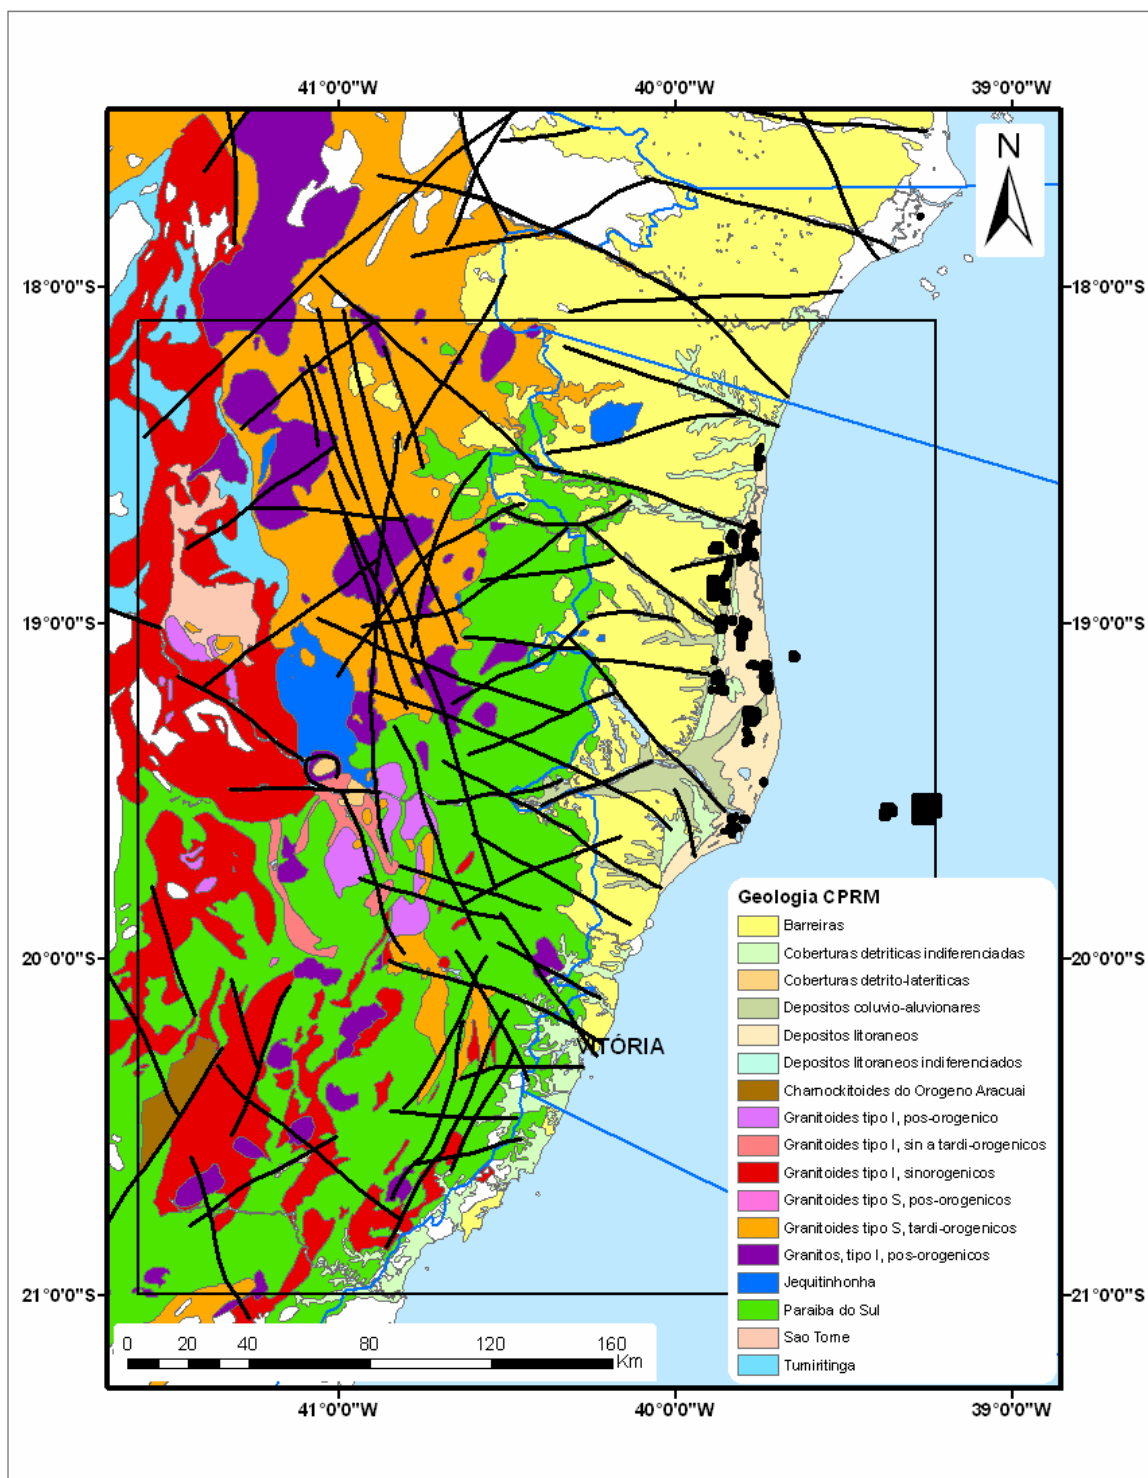 41°0'0"W
40°0'0"W
39°0'0"W
N
18°0'0"S
18°0'0"S
19°0'0"S
19°0'0"S
20°0'0"S
20°0'0"S
21°0'0"S
21°0'0"S
VITÓRIA
Geologia CPRM
Barreiras
Coberturas detríticas indiferenciadas
Coberturas detrito-lateríticas
Depositos coluvio-aluvionares
Depositos litoraneos
Depositos litoraneos indiferenciados
Charnockitoides do Orogeno Aracuai
Granitoides tipo I, pos-orogenico
Granitoides tipo I, sin a tardi-orogenicos
Granitoides tipo I, sinorogenicos
Granitoides tipo S, pos-orogenicos
Granitoides tipo S, tardi-orogenicos
Granitos, tipo I, pos-orogenicos
Jequitinhonha
Paraiba do Sul
Sao Tome
Tumiritinga
0 20 40 80 120 160
Km
41°0'0"W
40°0'0"W
39°0'0"W